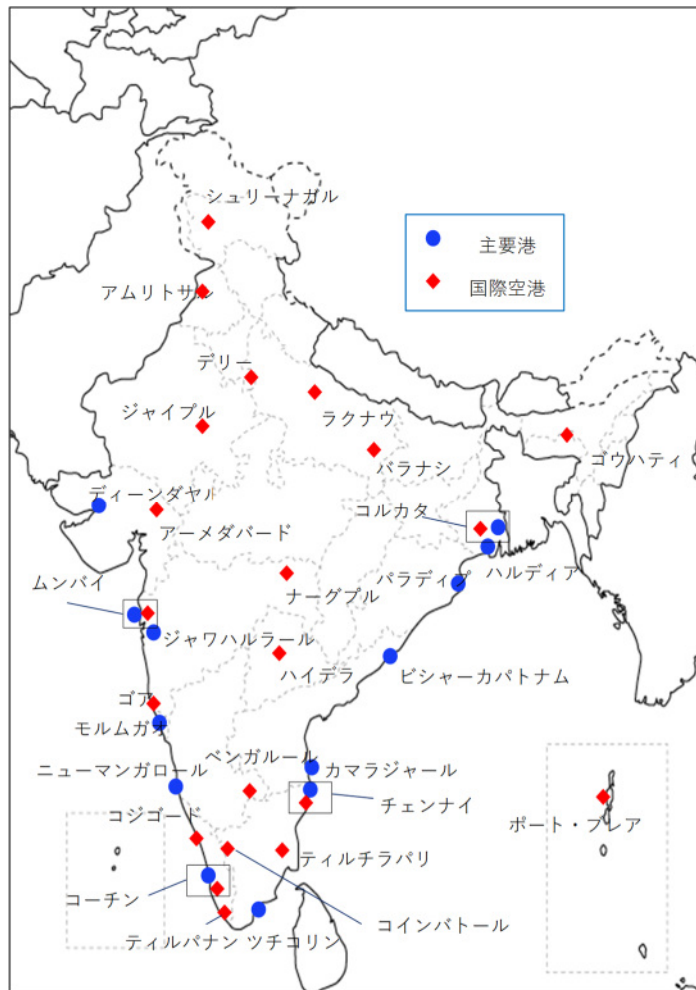 シュリーナガル
主要港
国際空港
アムリトサル
デリー
ジャイプル
ラクナウ
ゴウハティ
バラナシ
ディーンダヤル
コルカタ
アーメダバード
ハルディア
ムンバイ
ナーグプル
パラディプ
ジャワハルラール
ハイデラ
ビシャーカパトナム
ゴア
モルムガオ
ベンガルール
ニューマンガロール
カマラジャール
チェンナイ
コジゴード
ポート・ブレア
ティルチラパリ
コーチン
コインバトール
ティルバナン ツチコリン